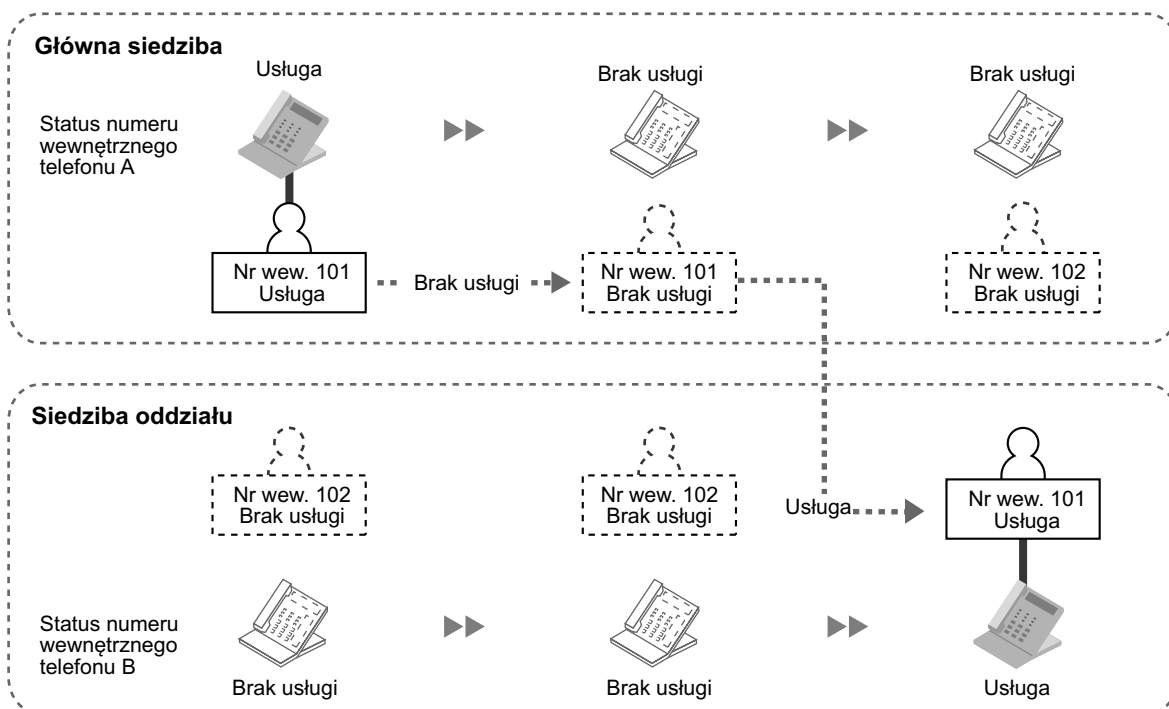 Główna siedziba
Usługa
Brak usługi
Brak usługi
Status numeru
wewnętrznego
telefonu A
Nr wew. 101
Usługa
Brak usługi
Nr wew. 101
Brak usługi
Nr wew. 102
Brak usługi
Siedziba oddziału
Nr wew. 102
Brak usługi
Nr wew. 102
Brak usługi
Usługa
Nr wew. 101
Usługa
Status numeru
wewnętrznego
telefonu B
Brak usługi
Brak usługi
Usługa